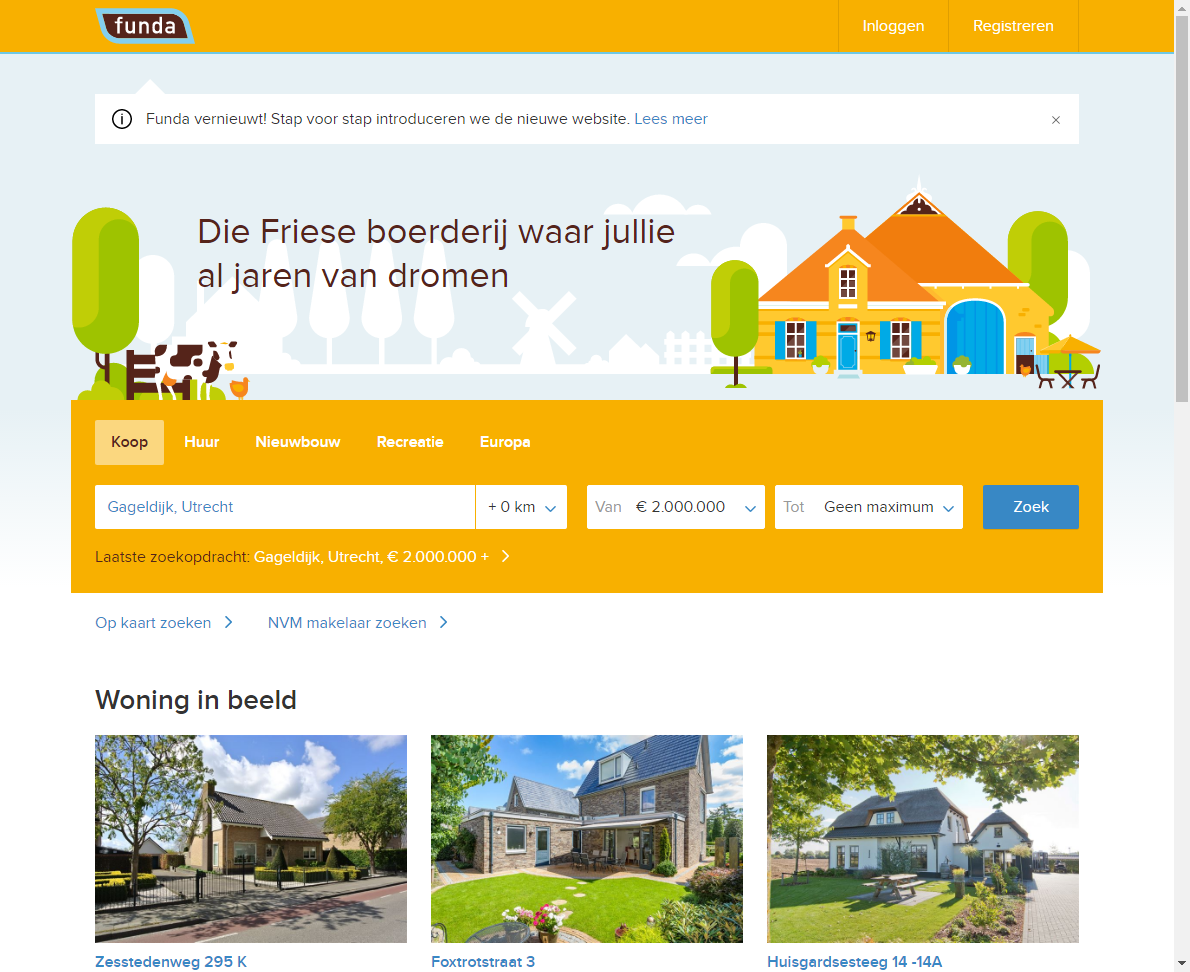 funda
Inloggen
Registreren
Funda vernieuwt! Stap voor stap introduceren we de nieuwe website. Lees meer
Die Friese boerderij waar jullie
al jaren van dromen
Koop
Huur
Nieuwbouw
Recreatie
Europa
Gageldijk, Utrecht
+ 0 km
Van € 2.000.000
Tot Geen maximum
Zoek
Laatste zoekopdracht: Gageldijk, Utrecht, € 2.000.000 +
Op kaart zoeken
NVM makelaar zoeken
Woning in beeld
Zesstedenweg 295 K
Foxtrotstraat 3
Huisgardsesteeg 14 -14A